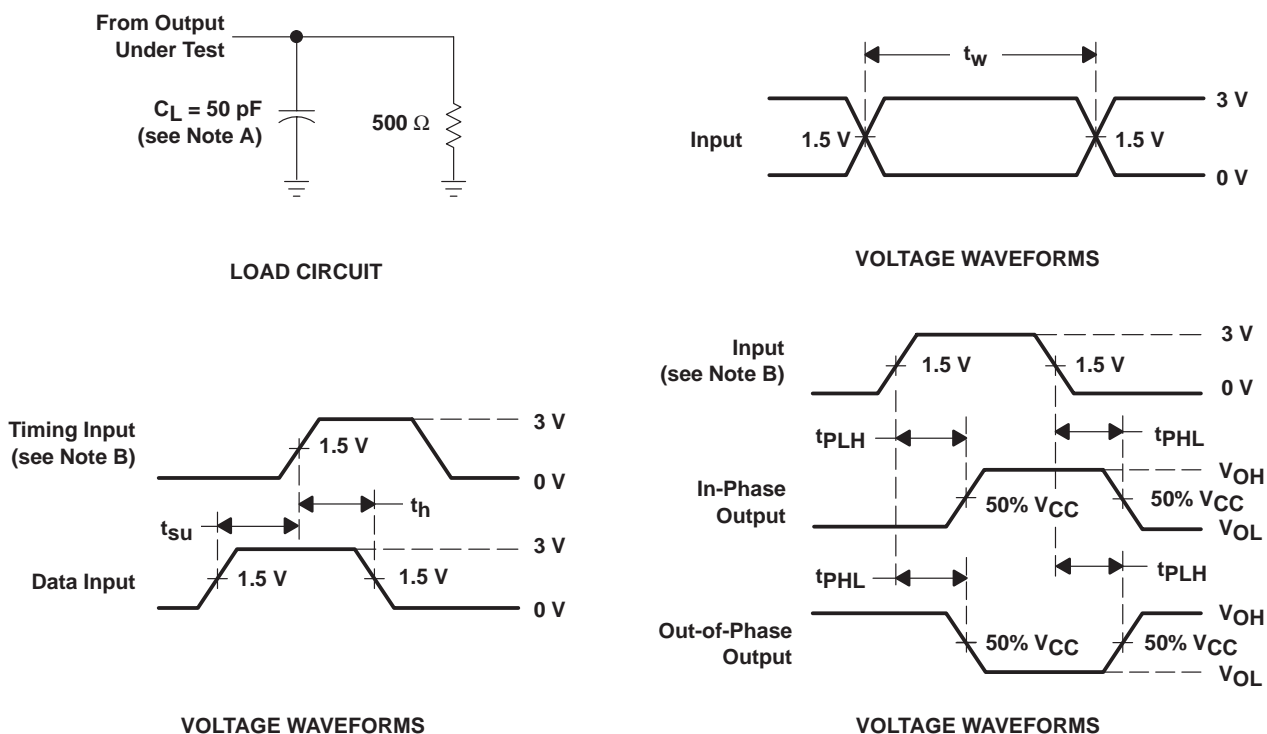 From Output
Under Test
CL = 50 pF
(see Note A)
500 Ω
LOAD CIRCUIT
tw
3 V
Input
1.5 V
1.5 V
0 V
VOLTAGE WAVEFORMS
Timing Input
(see Note B)
3 V
1.5 V
0 V
th
tsu
3 V
Data Input
1.5 V
1.5 V
0 V
VOLTAGE WAVEFORMS
Input
(see Note B)
3 V
1.5 V
1.5 V
0 V
tPLH
tPHL
In-Phase
Output
VOH
50% VCC
50% VCC
VOL
tPHL
tPLH
Out-of-Phase
Output
VOH
50% VCC
50% VCC
VOL
VOLTAGE WAVEFORMS